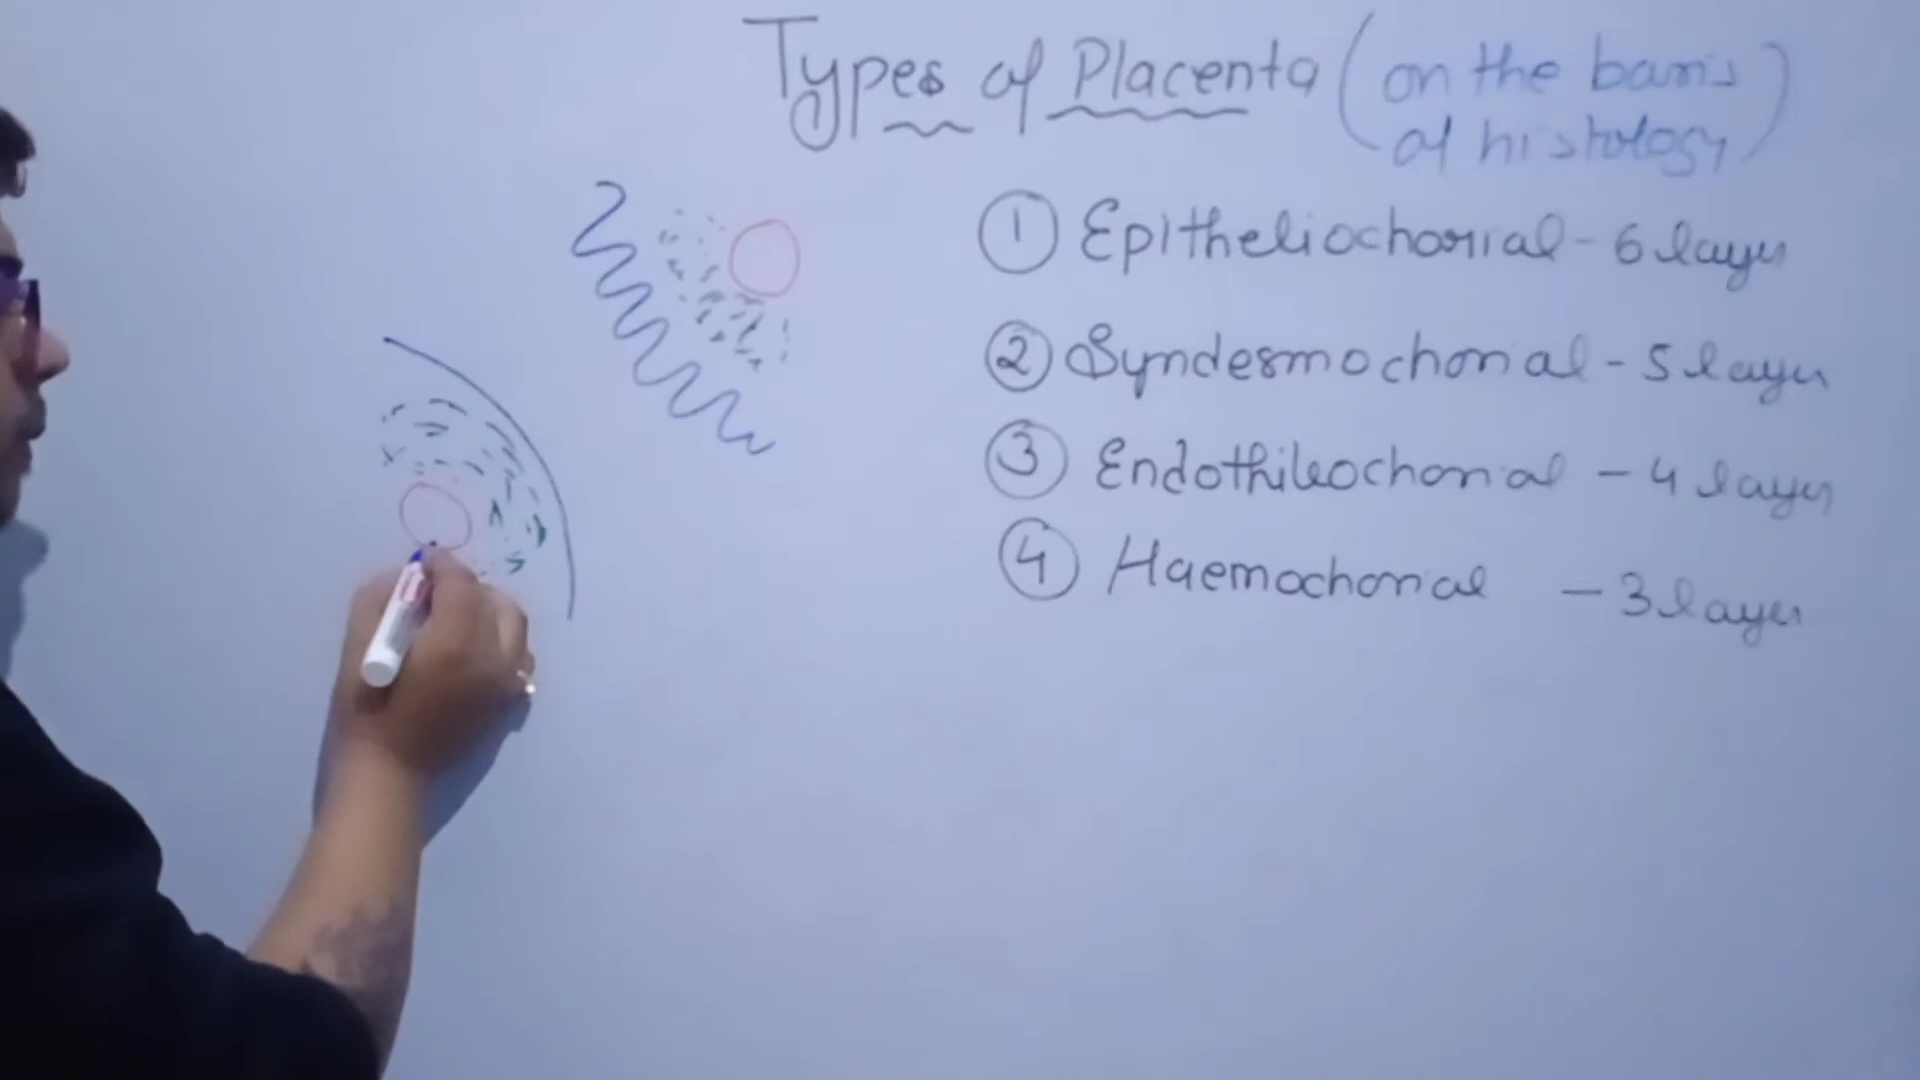 Types of Placenta (on the basis
of histology)
① Epitheliochorial - 6 layer
② Syndesmochorial - 5 layer
③ Endothileochorial - 4 layer
④ Haemochorial - 3 layer